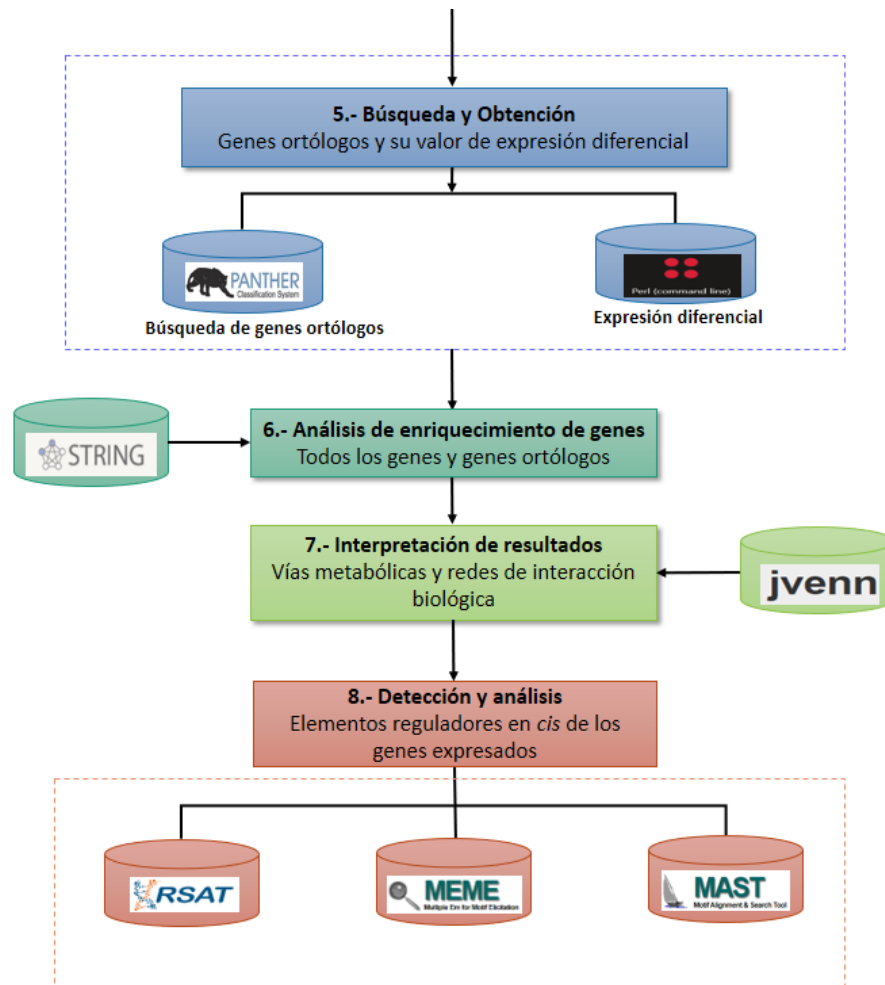 5.- Búsqueda y Obtención
Genes ortólogos y su valor de expresión diferencial
PANTHER
Classification System
Búsqueda de genes ortólogos
Perl (command line)
Expresión diferencial
STRING
6.- Análisis de enriquecimiento de genes
Todos los genes y genes ortólogos
7.- Interpretación de resultados
Vías metabólicas y redes de interacción
biológica
jvenn
8.- Detección y análisis
Elementos reguladores en cis de los
genes expresados
RSAT
MEME
Multiple Em for Motif Elicitation
MAST
Motif Alignment & Search Tool